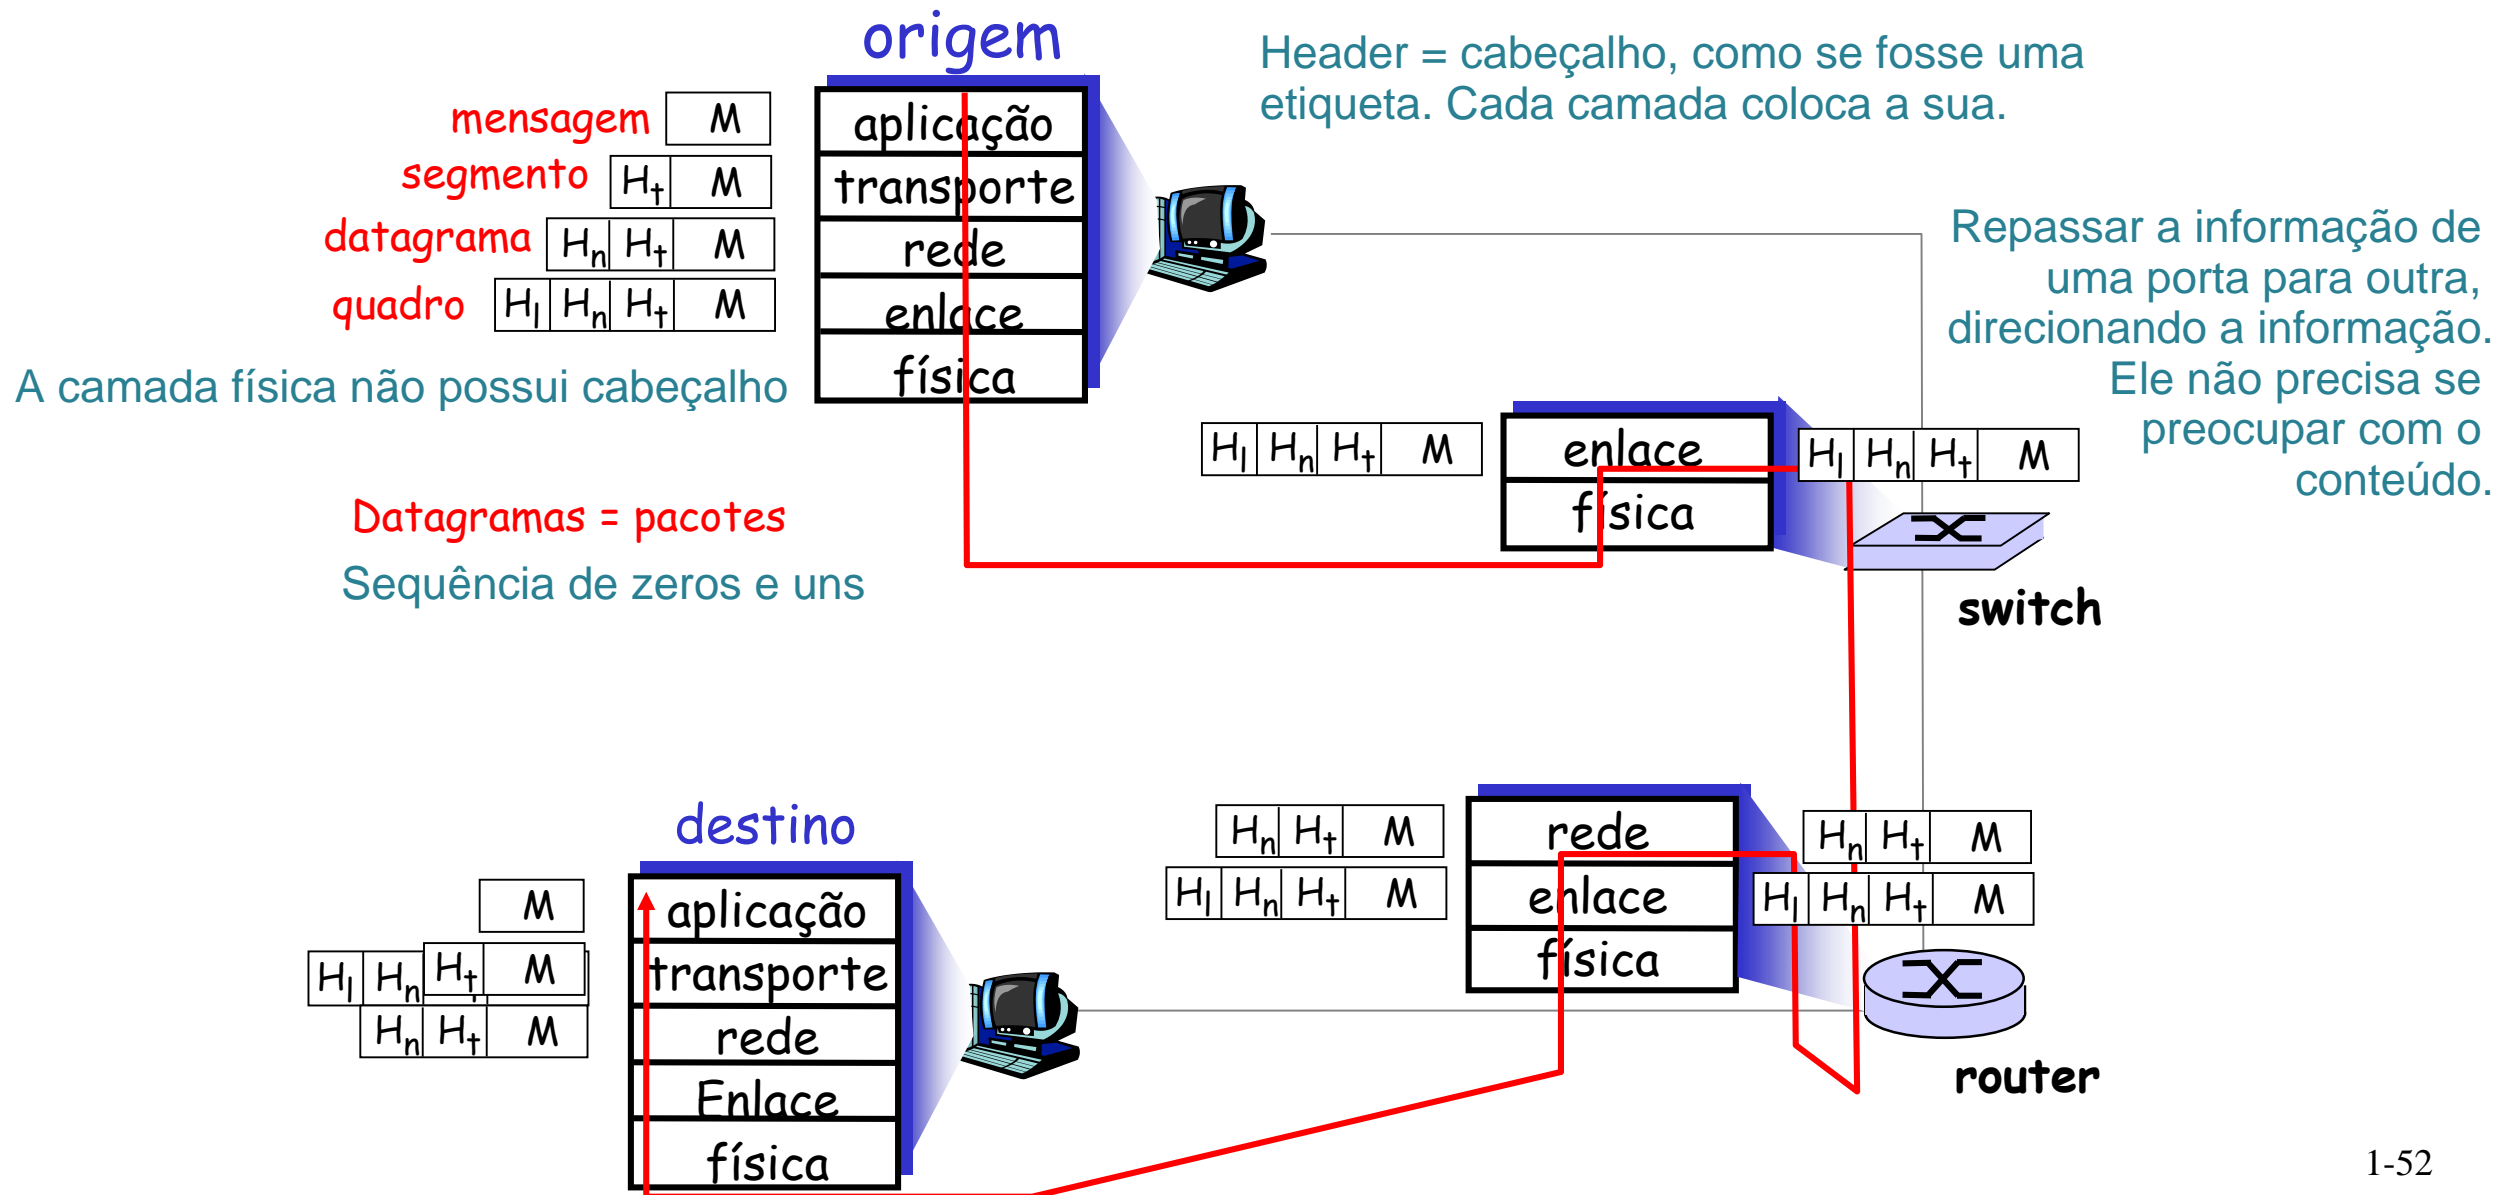 origem
Header = cabeçalho, como se fosse uma
etiqueta. Cada camada coloca a sua.
mensagem M
segmento Ht M
datagrama Hn Ht M
quadro Hl Hn Ht M
aplicação
transporte
rede
enlace
física
A camada física não possui cabeçalho
Repassar a informação de
uma porta para outra,
direcionando a informação.
Ele não precisa se
preocupar com o
conteúdo.
Hl Hn Ht M
enlace
física
Hl Hn Ht M
switch
Datagramas = pacotes
Sequência de zeros e uns
destino
M
Ht M
Hl Hn
Hn Ht M
aplicação
transporte
rede
Enlace
física
Hn Ht M
Hl Hn Ht M
rede
enlace
física
Hn Ht M
Hl Hn Ht M
router
1-52